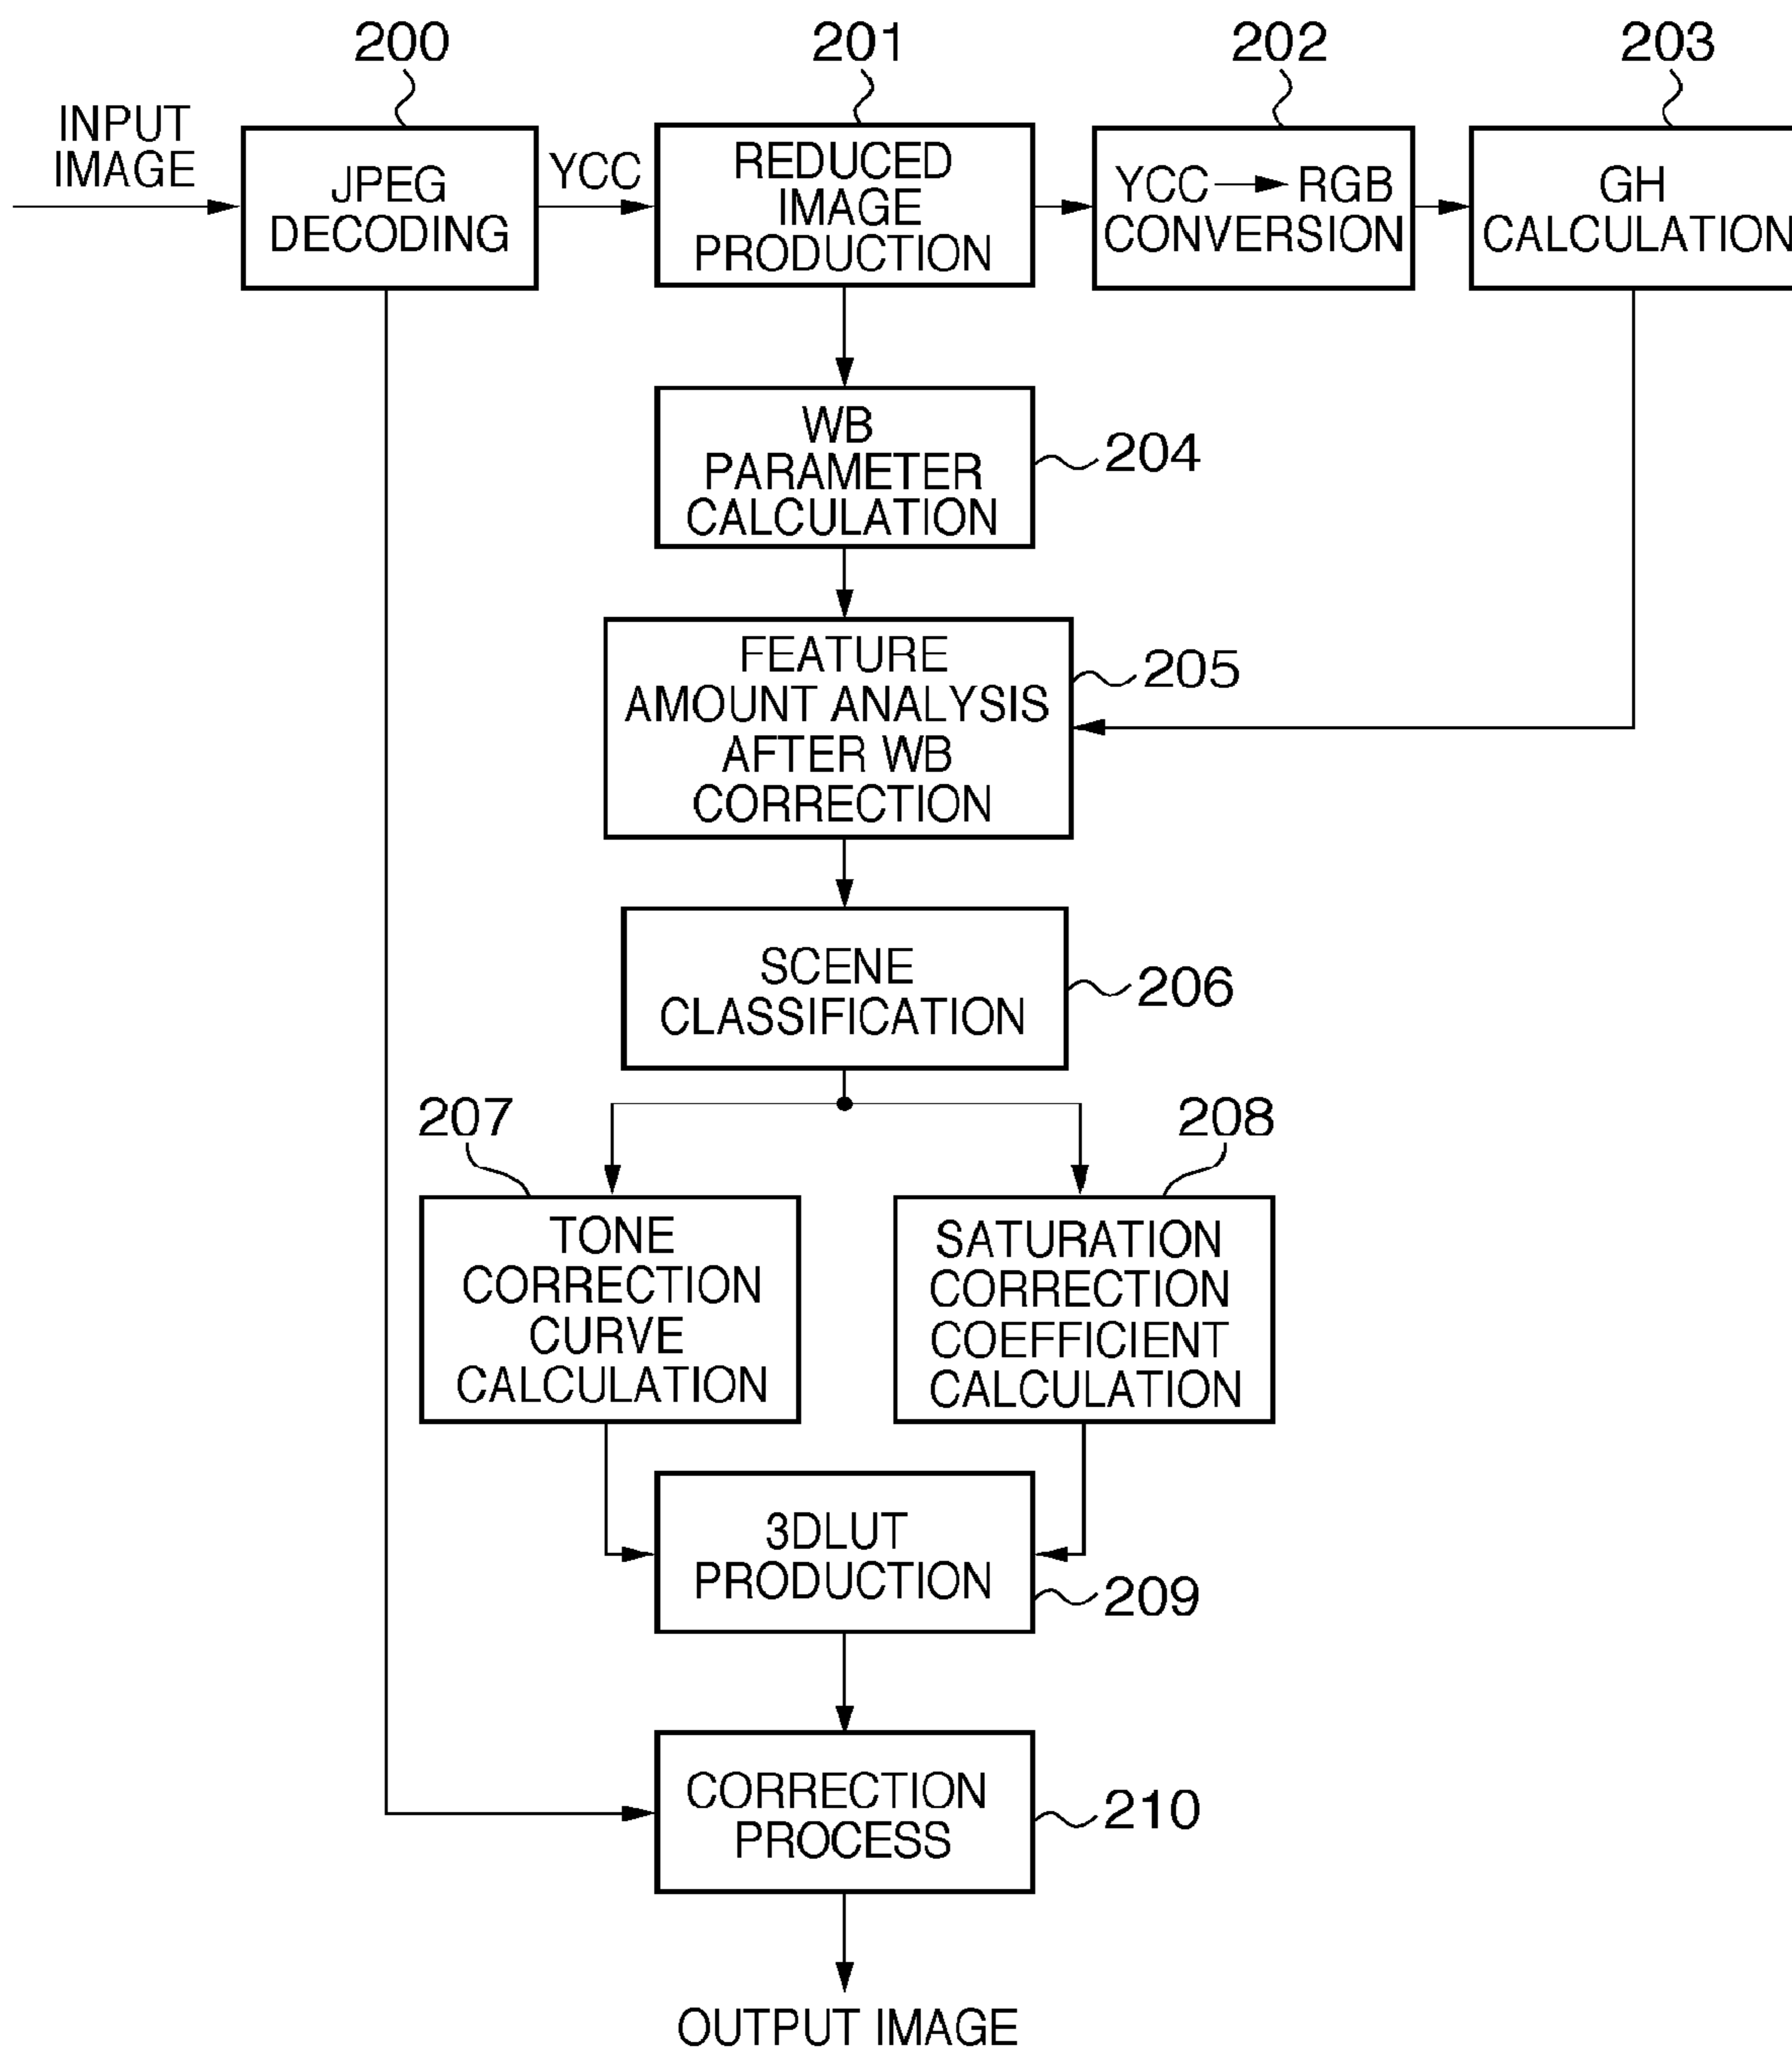 200
201
202
203
INPUT
IMAGE
JPEG
DECODING
YCC
REDUCED
IMAGE
PRODUCTION
YCC RGB
CONVERSION
GH
CALCULATION
WB
PARAMETER
CALCULATION
204
FEATURE
AMOUNT ANALYSIS
AFTER WB
CORRECTION
205
SCENE
CLASSIFICATION
206
207
208
TONE
CORRECTION
CURVE
CALCULATION
SATURATION
CORRECTION
COEFFICIENT
CALCULATION
3DLUT
PRODUCTION
209
CORRECTION
PROCESS
210
OUTPUT IMAGE